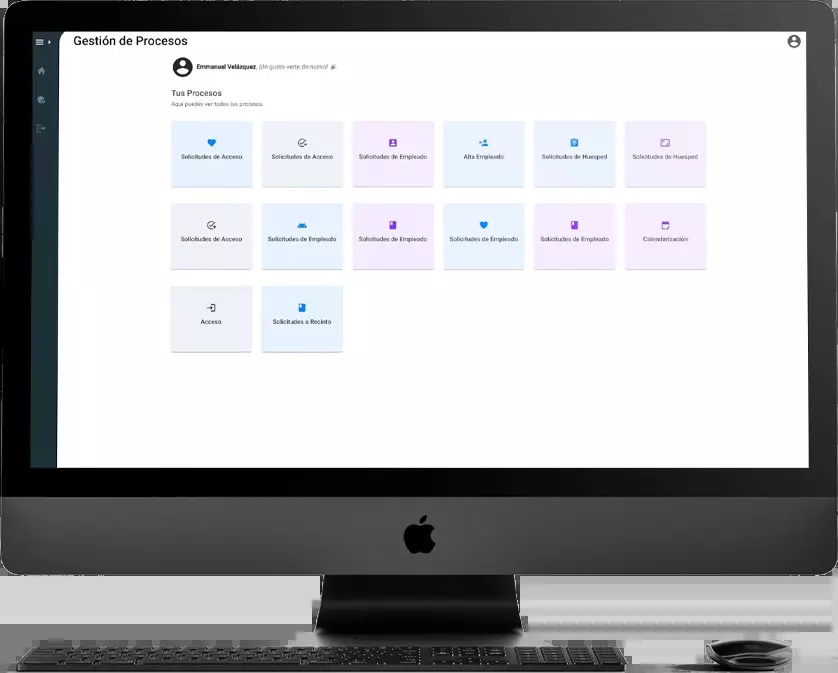 Gestión de Procesos
Emmanuel Velázquez, ¡Un gusto verte de nuevo!
Tus Procesos
Aquí puedes ver todos tus procesos
Solicitudes de Acceso
Solicitudes de Acceso
Solicitudes de Empleado
Alta Empleado
Solicitudes de Huesped
Solicitudes de Huesped
Solicitudes de Acceso
Solicitudes de Empleado
Solicitudes de Empleado
Solicitudes de Empleado
Solicitudes de Empleado
Calendarización
Acceso
Solicitudes a Recinto